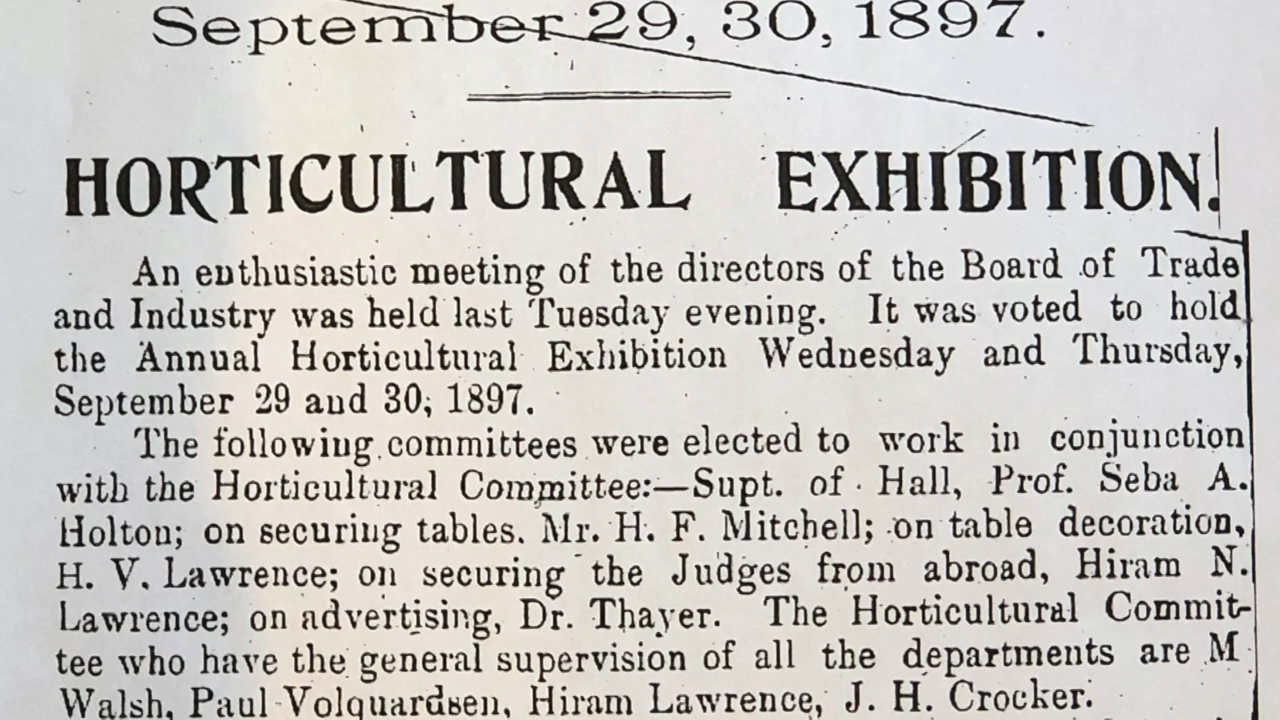 September 29, 30, 1897.
HORTICULTURAL EXHIBITION.
An enthusiastic meeting of the directors of the Board of Trade
and Industry was held last Tuesday evening. It was voted to hold
the Annual Horticultural Exhibition Wednesday and Thursday,
September 29 and 30, 1897.
The following committees were elected to work in conjunction
with the Horticultural Committee:—Supt. of Hall, Prof. Seba A.
Holton; on securing tables. Mr. H. F. Mitchell; on table decoration,
H. V. Lawrence; on securing the Judges from abroad, Hiram N.
Lawrence; on advertising, Dr. Thayer. The Horticultural Commit-
tee who have the general supervision of all the departments are M
Walsh, Paul Volquardsen, Hiram Lawrence, J. H. Crocker.